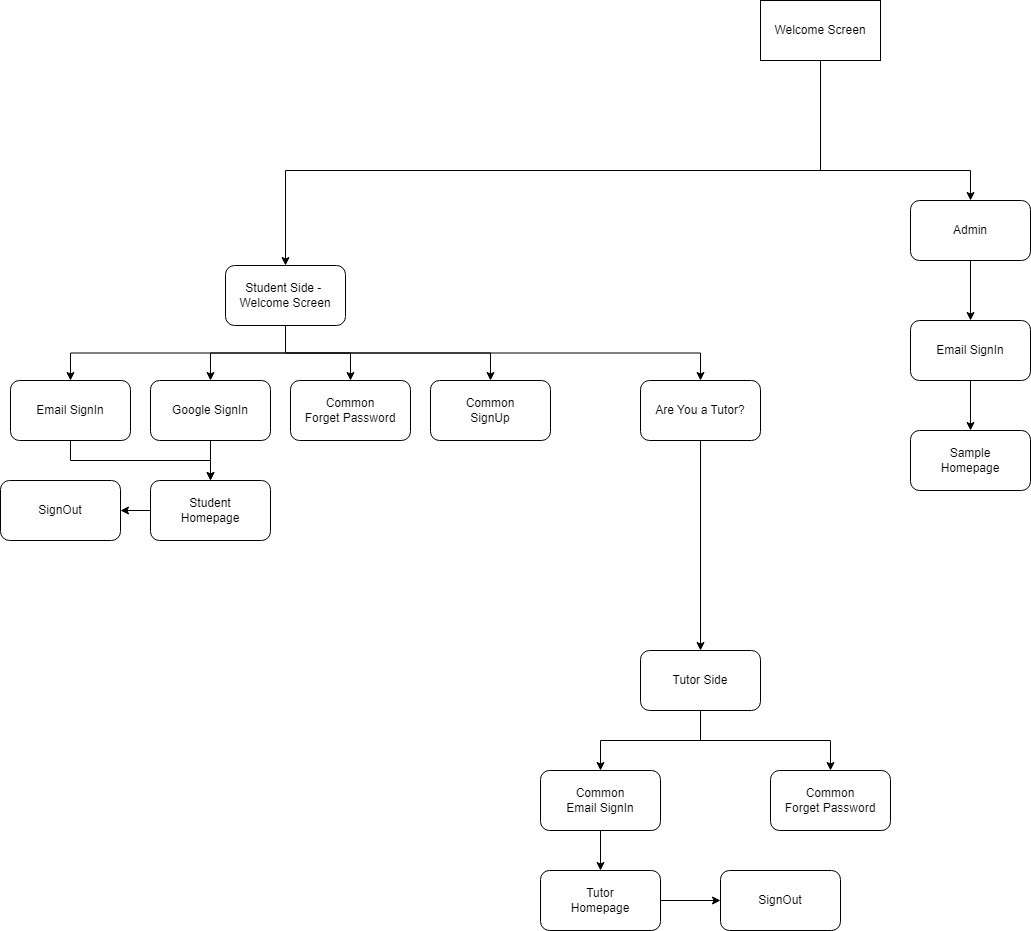 Welcome Screen
Admin
Student Side -
Welcome Screen
Email SignIn
Email SignIn
Google SignIn
Common
Forget Password
Common
SignUp
Are You a Tutor?
Sample
Homepage
SignOut
Student
Homepage
Tutor Side
Common
Email SignIn
Common
Forget Password
Tutor
Homepage
SignOut